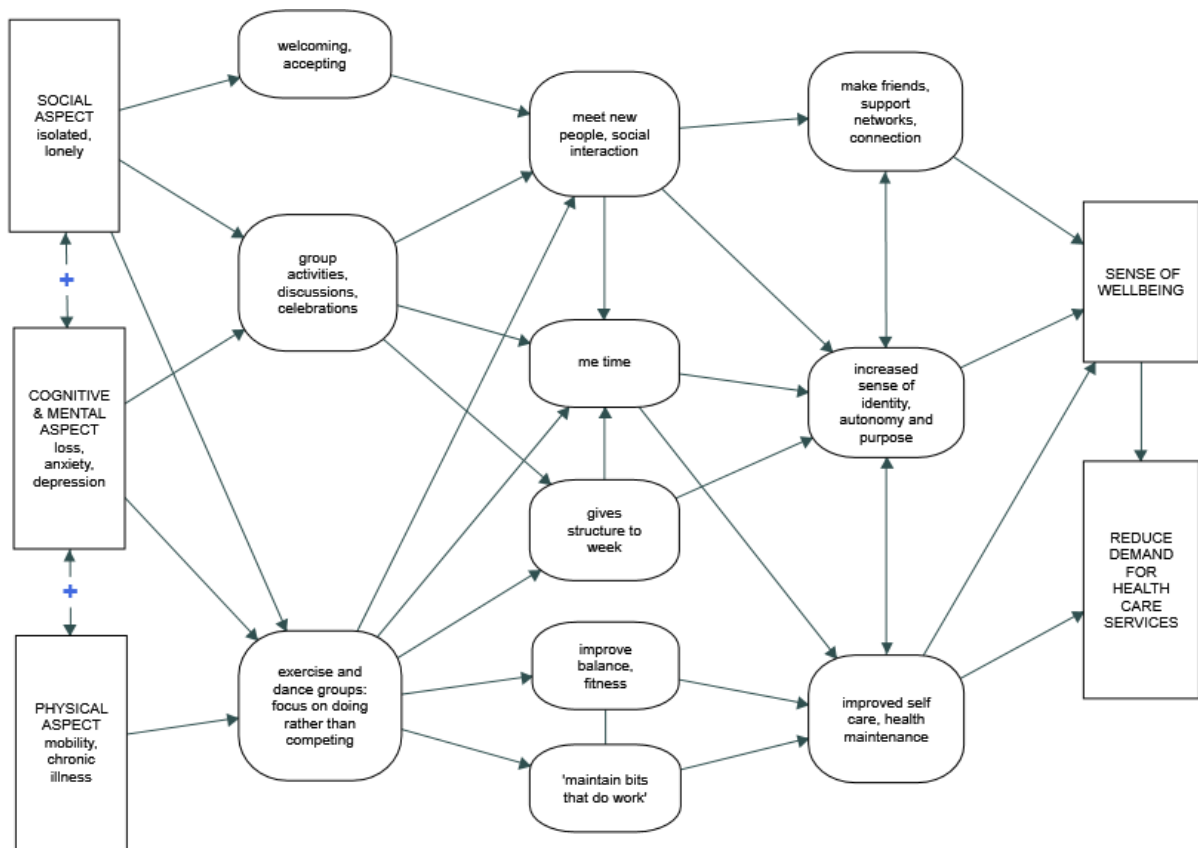 SOCIAL
ASPECT
isolated,
lonely
+
COGNITIVE
& MENTAL
ASPECT
loss,
anxiety,
depression
+
PHYSICAL
ASPECT
mobility,
chronic
illness
welcoming,
accepting
group
activities,
discussions,
celebrations
exercise and
dance groups:
focus on doing
rather than
competing
meet new
people, social
interaction
me time
gives
structure to
week
improve
balance,
fitness
'maintain bits
that do work'
make friends,
support
networks,
connection
increased
sense of
identity,
autonomy and
purpose
improved self
care, health
maintenance
SENSE OF
WELLBEING
REDUCE
DEMAND
FOR
HEALTH
CARE
SERVICES